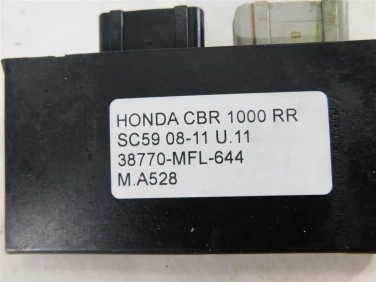 HONDA CBR 1000 RR
SC59 08-11 U.11
38770-MFL-644
M.A528